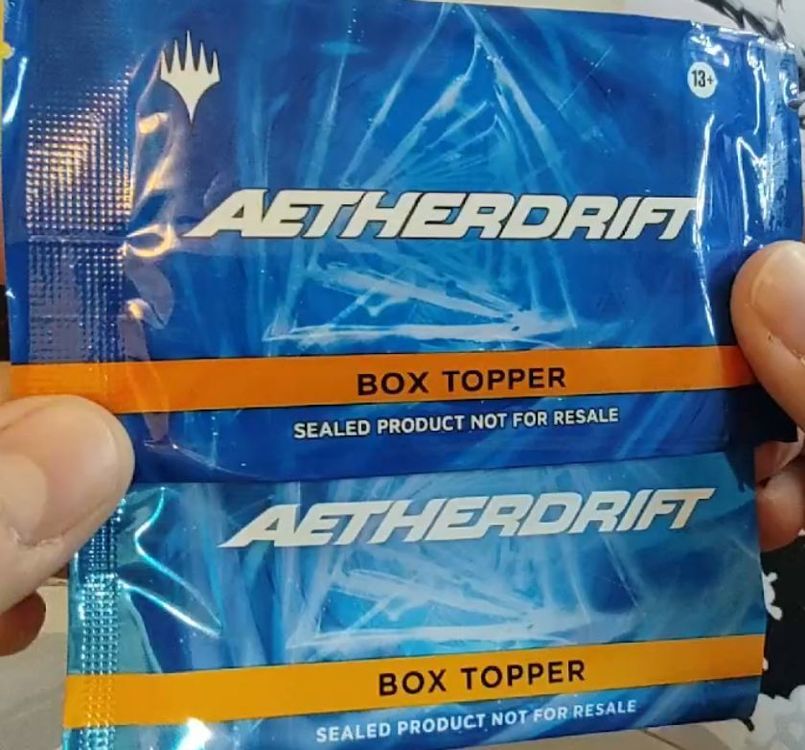 13+
AETHERDRIFT
BOX TOPPER
SEALED PRODUCT NOT FOR RESALE
AETHERDRIFT
BOX TOPPER
SEALED PRODUCT NOT FOR RESALE